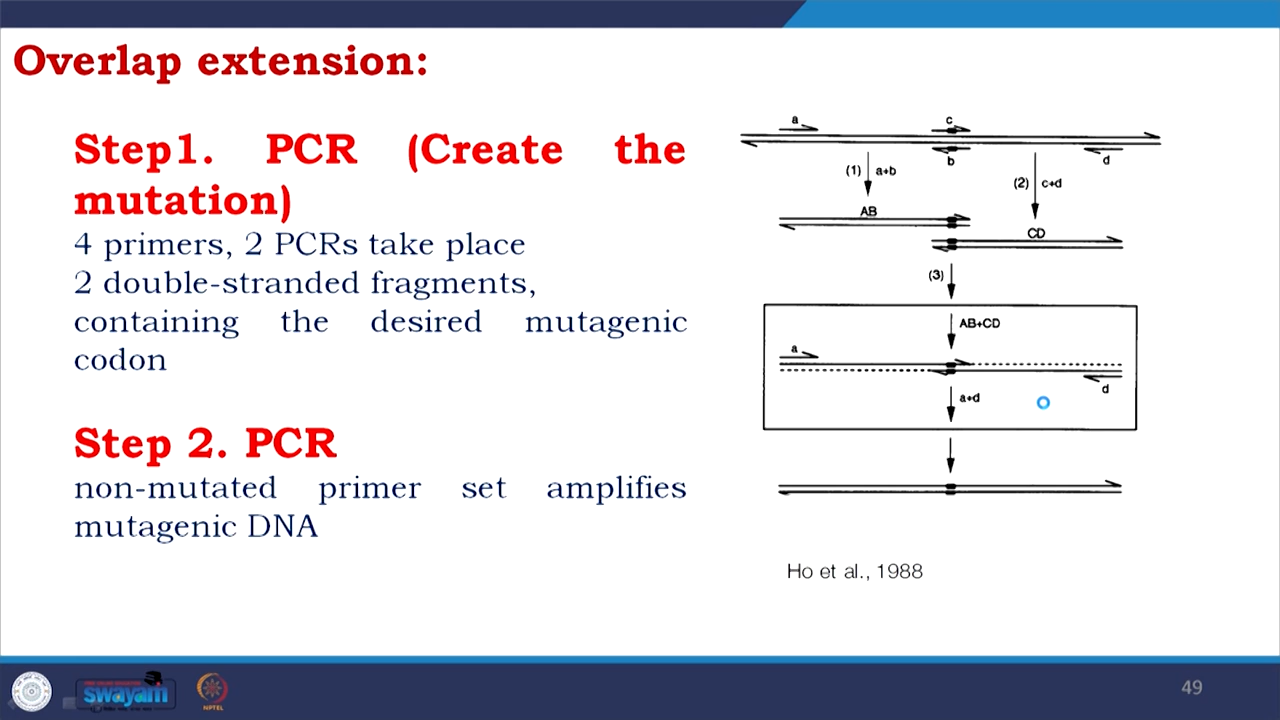 Overlap extension:
Step1. PCR (Create the
mutation)
4 primers, 2 PCRs take place
2 double-stranded fragments,
containing the desired mutagenic
codon
Step 2. PCR
non-mutated primer set amplifies
mutagenic DNA
a
c
b
d
(1)
a+b
(2)
c+d
AB
CD
(3)
AB+CD
a
d
a+d
Ho et al., 1988
swayam
NPTEL
49